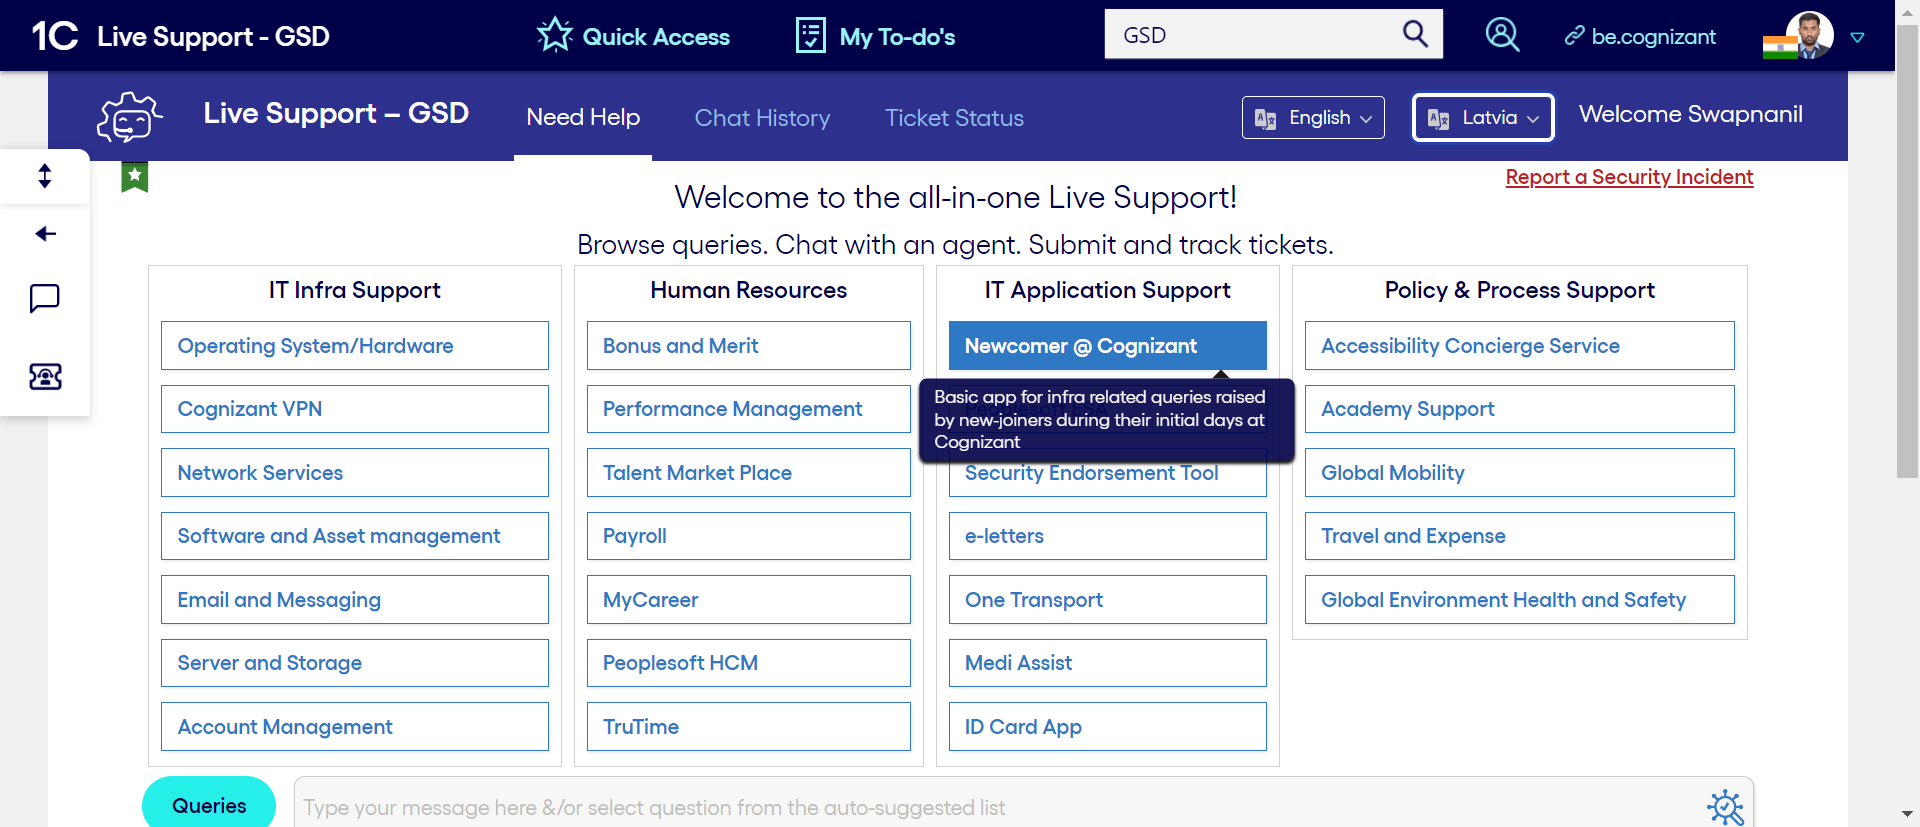 1C Live Support - GSD
Quick Access
My To-do's
GSD
be.cognizant
Live Support – GSD
Need Help
Chat History
Ticket Status
English
Latvia
Welcome Swapnanil
Report a Security Incident
Welcome to the all-in-one Live Support!
Browse queries. Chat with an agent. Submit and track tickets.
IT Infra Support
Operating System/Hardware
Cognizant VPN
Network Services
Software and Asset management
Email and Messaging
Server and Storage
Account Management
Human Resources
Bonus and Merit
Performance Management
Talent Market Place
Payroll
MyCareer
Peoplesoft HCM
TruTime
IT Application Support
Newcomer @ Cognizant
Basic app for infra related queries raised
by new-joiners during their initial days at
Cognizant
Peoplesoft ESA
Security Endorsement Tool
e-letters
One Transport
Medi Assist
ID Card App
Policy & Process Support
Accessibility Concierge Service
Academy Support
Global Mobility
Travel and Expense
Global Environment Health and Safety
Queries
Type your message here &/or select question from the auto-suggested list